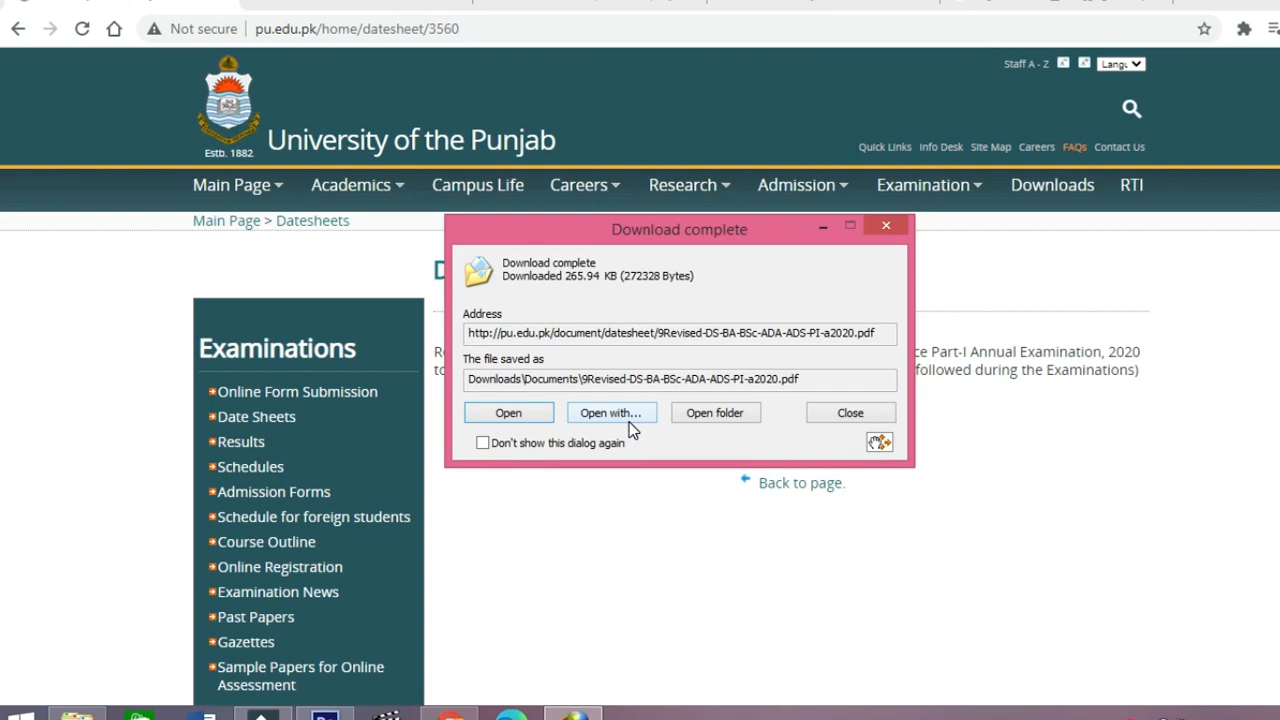 Not secure
pu.edu.pk/home/datesheet/3560
Staff A - Z
Estb. 1882
University of the Punjab
Quick Links Info Desk Site Map Careers FAQs Contact Us
Main Page Academics Campus Life Careers Research Admission Examination Downloads RTI
Main Page > Datesheets
Download complete
Download complete
Downloaded 265.94 KB (272328 Bytes)
Address
http://pu.edu.pk/document/datesheet/9Revised-DS-BA-BSc-ADA-ADS-PI-a2020.pdf
The file saved as
Downloads\Documents\9Revised-DS-BA-BSc-ADA-ADS-PI-a2020.pdf
Open Open with... Open folder Close
Don't show this dialog again
ce Part-I Annual Examination, 2020
followed during the Examinations)
Back to page.
Examinations
Online Form Submission
Date Sheets
Results
Schedules
Admission Forms
Schedule for foreign students
Course Outline
Online Registration
Examination News
Past Papers
Gazettes
Sample Papers for Online
Assessment